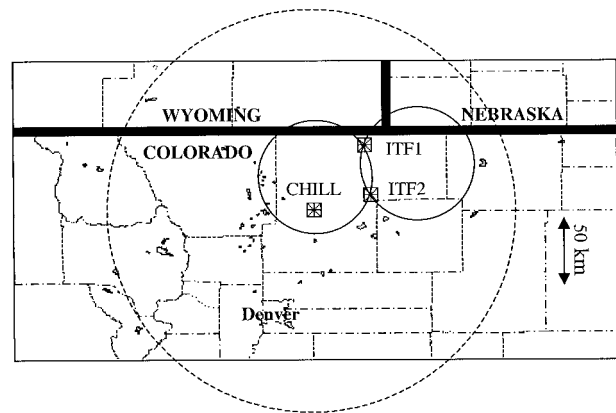 WYOMING
NEBRASKA
COLORADO
ITF1
CHILL
ITF2
50 km
Denver